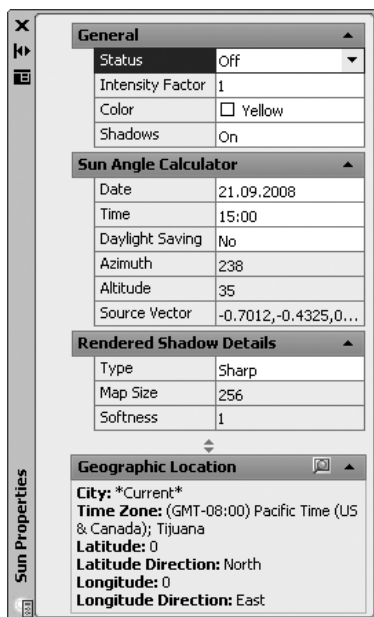 General
Status Off
Intensity Factor 1
Color Yellow
Shadows On
Sun Angle Calculator
Date 21.09.2008
Time 15:00
Daylight Saving No
Azimuth 238
Altitude 35
Source Vector -0.7012,-0.4325,0...
Rendered Shadow Details
Type Sharp
Map Size 256
Softness 1
Geographic Location
City: *Current*
Time Zone: (GMT-08:00) Pacific Time (US
& Canada); Tijuana
Latitude: 0
Latitude Direction: North
Longitude: 0
Longitude Direction: East
Sun Properties